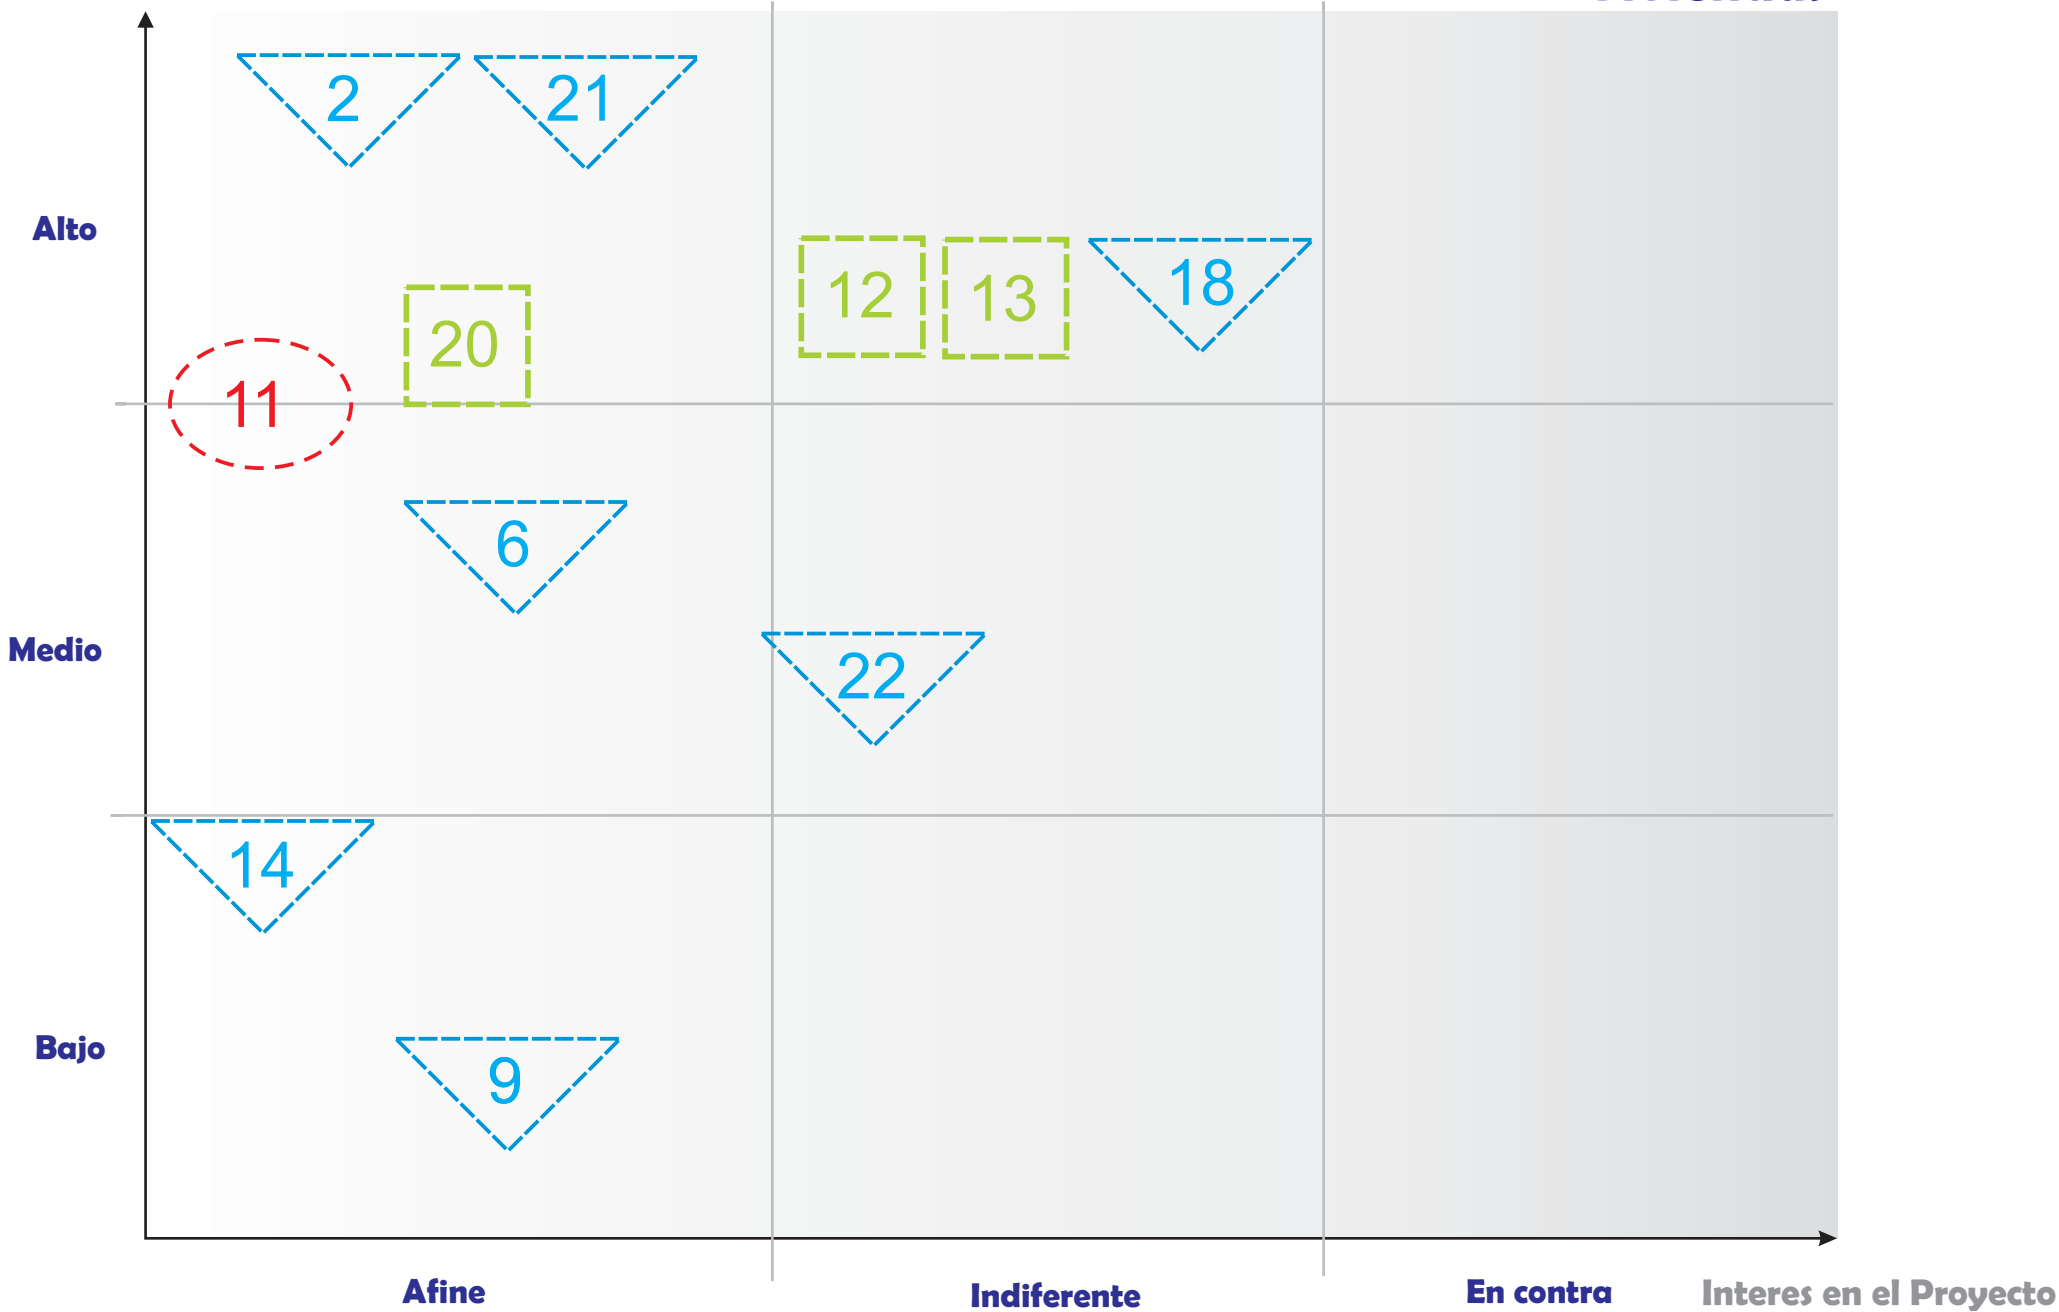 2 21
Alto
12 13 18
20
11
6
Medio
22
14
Bajo
9
Afine Indiferente En contra Interes en el Proyecto